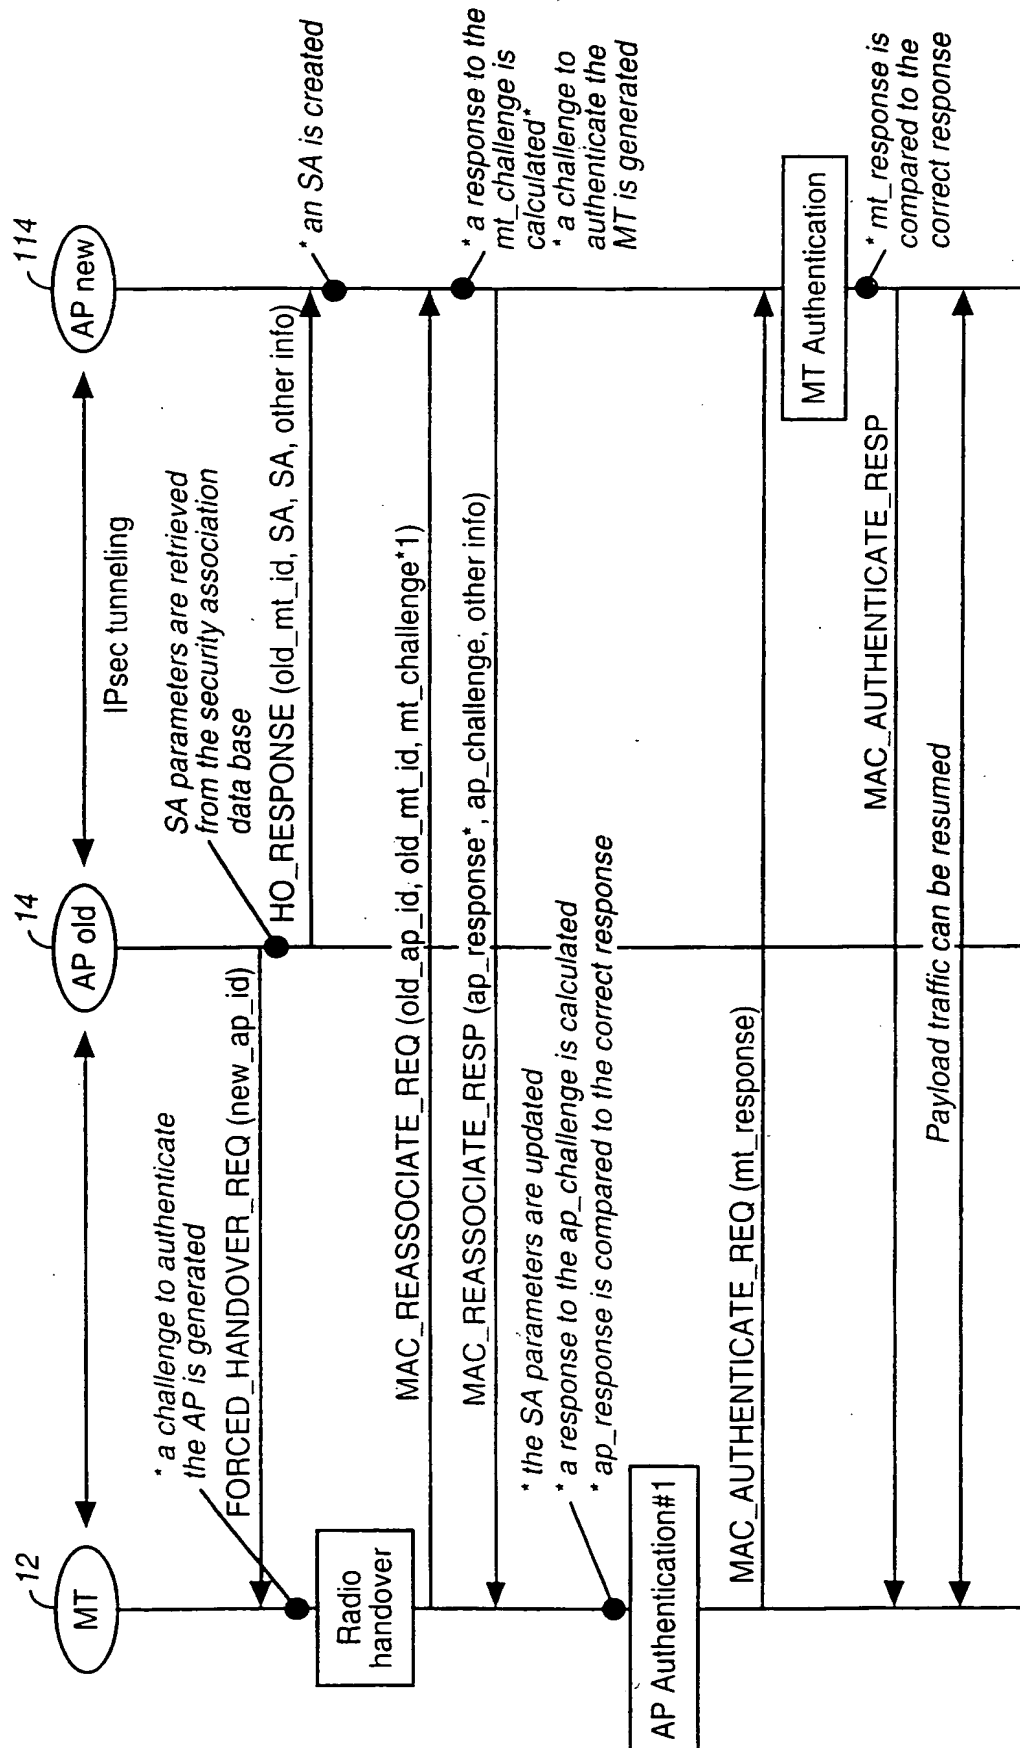 12
MT
14
AP old
114
AP new
IPsec tunneling
* a challenge to authenticate
the AP is generated
FORCED_HANDOVER_REQ (new_ap_id)
SA parameters are retrieved
from the security association
data base
HO_RESPONSE (old_mt_id, SA, SA, other info)
* an SA is created
Radio
handover
MAC_REASSOCIATE_REQ (old_ap_id, old_mt_id, mt_challenge*1)
* a response to the
mt_challenge is
calculated*
* a challenge to
authenticate the
MT is generated
MAC_REASSOCIATE_RESP (ap_response*, ap_challenge, other info)
* the SA parameters are updated
* a response to the ap_challenge is calculated
* ap_response is compared to the correct response
AP Authentication#1
MAC_AUTHENTICATE_REQ (mt_response)
MT Authentication
* mt_response is
compared to the
correct response
MAC_AUTHENTICATE_RESP
Payload traffic can be resumed